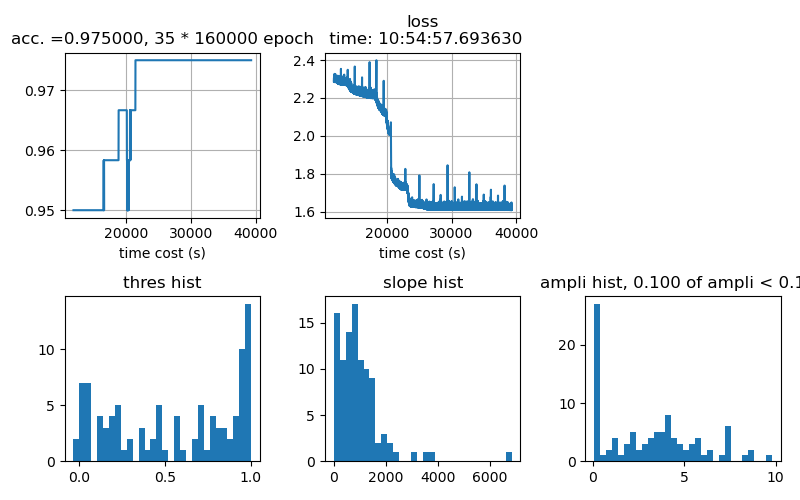 acc. =0.975000, 35 * 160000 epoch
loss
time: 10:54:57.693630
0.97
0.96
0.95
20000 30000 40000
time cost (s)
2.4
2.2
2.0
1.8
1.6
20000 30000 40000
time cost (s)
thres hist
10
5
0
0.0 0.5 1.0
slope hist
15
10
5
0
0 2000 4000 6000
ampli hist, 0.100 of ampli < 0.1
20
10
0
0 5 10